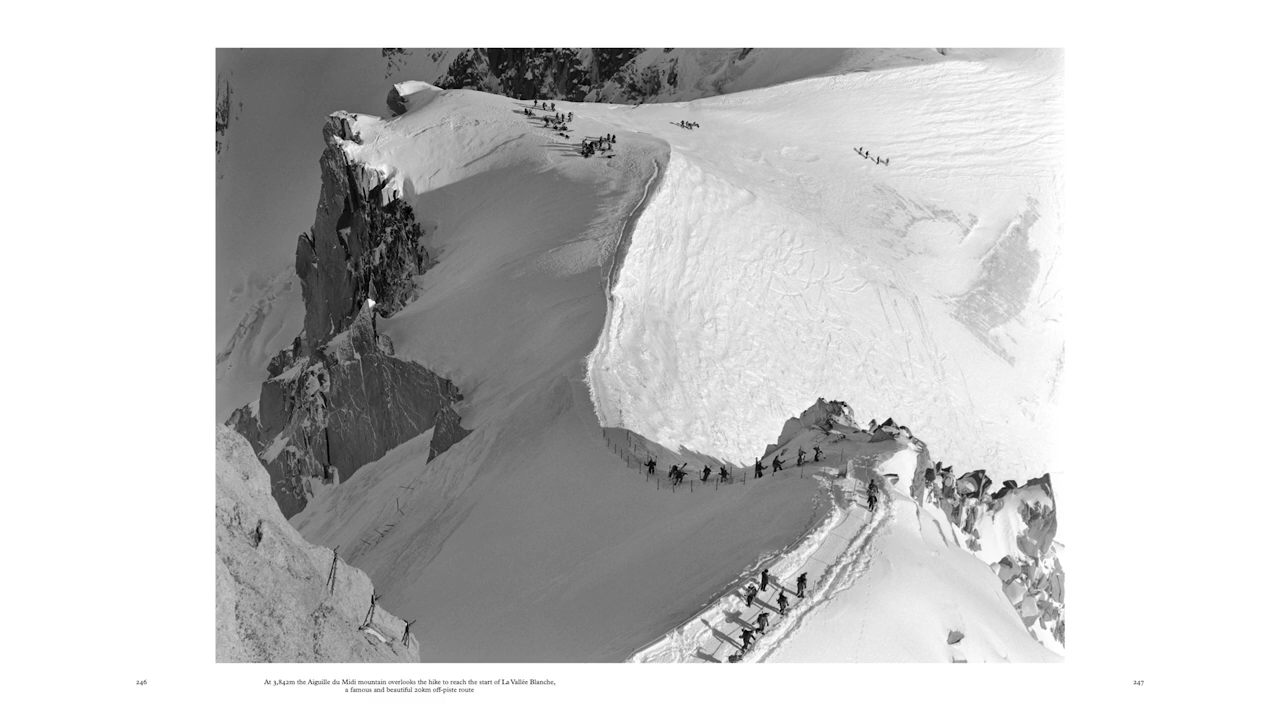 246
At 3,842m the Aiguille du Midi mountain overlooks the hike to reach the start of La Vallée Blanche,
a famous and beautiful 20km off-piste route
247